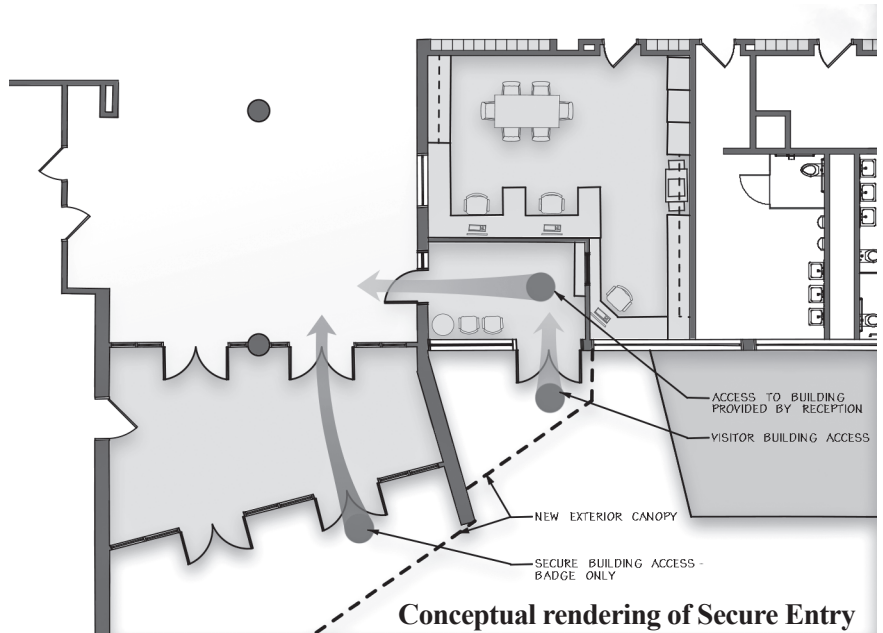 ACCESS TO BUILDING
PROVIDED BY RECEPTION
VISITOR BUILDING ACCESS
NEW EXTERIOR CANOPY
SECURE BUILDING ACCESS -
BADGE ONLY
Conceptual rendering of Secure Entry